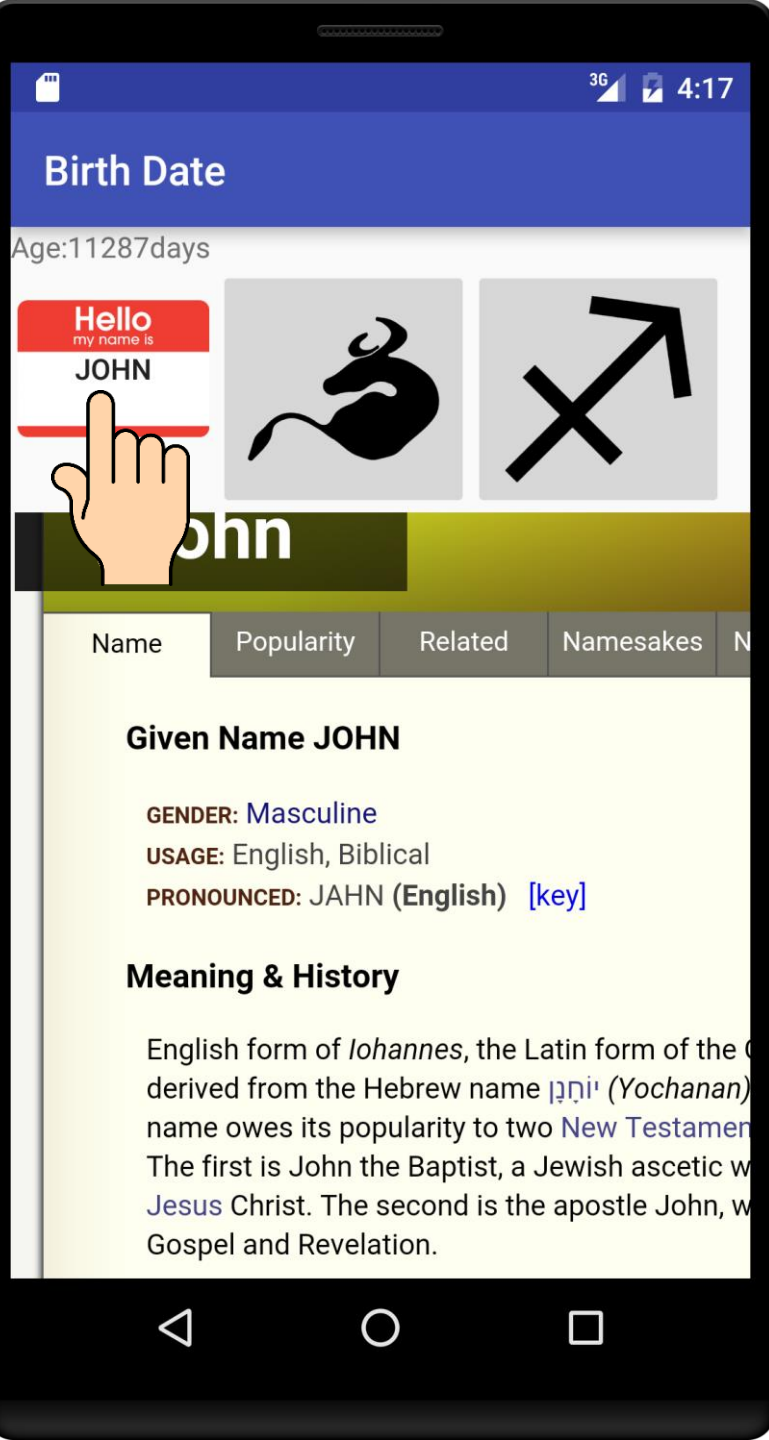 3G 4:17
Birth Date
Age:11287days
Hello
my name is
JOHN
ohn
Name Popularity Related Namesakes N
Given Name JOHN
GENDER: Masculine
USAGE: English, Biblical
PRONOUNCED: JAHN (English) [key]
Meaning & History
English form of Iohannes, the Latin form of the
derived from the Hebrew name יוֹחָנָן (Yochanan)
name owes its popularity to two New Testamen
The first is John the Baptist, a Jewish ascetic w
Jesus Christ. The second is the apostle John, w
Gospel and Revelation.